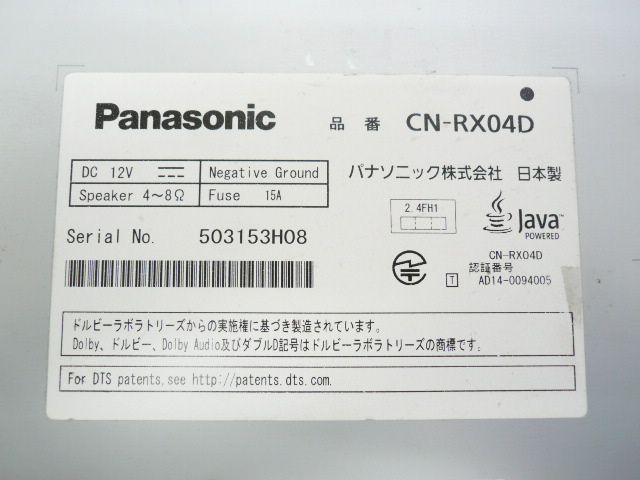 Panasonic 品番 CN-RX04D
DC 12V Negative Ground
Speaker 4～8Ω Fuse 15A
パナソニック株式会社 日本製
2.4FH1
Java
POWERED
Serial No. 503153H08
CN-RX04D
認証番号
T AD14-0094005
ドルビーラボラトリーズからの実施権に基づき製造されています。
Dolby、ドルビー、Dolby Audio及びダブルD記号はドルビーラボラトリーズの商標です。
For DTS patents,see http://patents.dts.com.